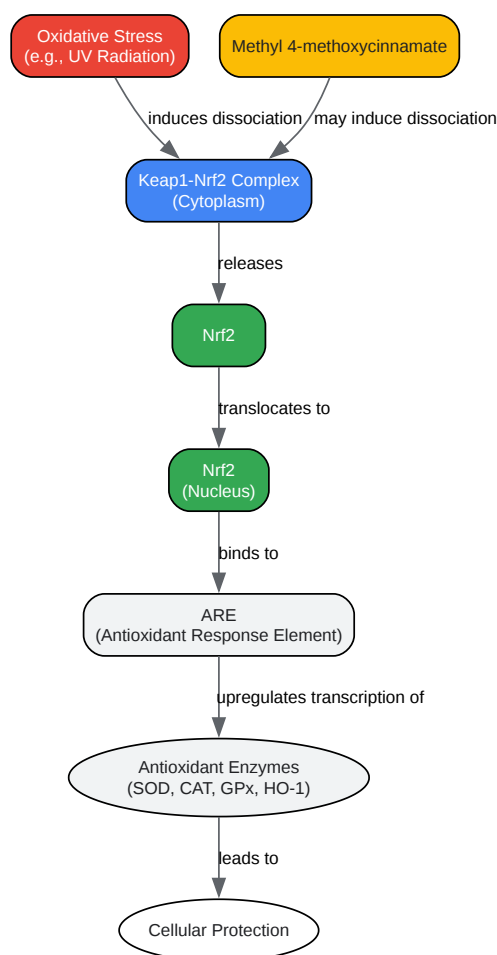 Oxidative Stress
(e.g., UV Radiation)
Methyl 4-methoxycinnamate
induces dissociation
may induce dissociation
Keap1-Nrf2 Complex
(Cytoplasm)
releases
Nrf2
translocates to
Nrf2
(Nucleus)
binds to
ARE
(Antioxidant Response Element)
upregulates transcription of
Antioxidant Enzymes
(SOD, CAT, GPx, HO-1)
leads to
Cellular Protection